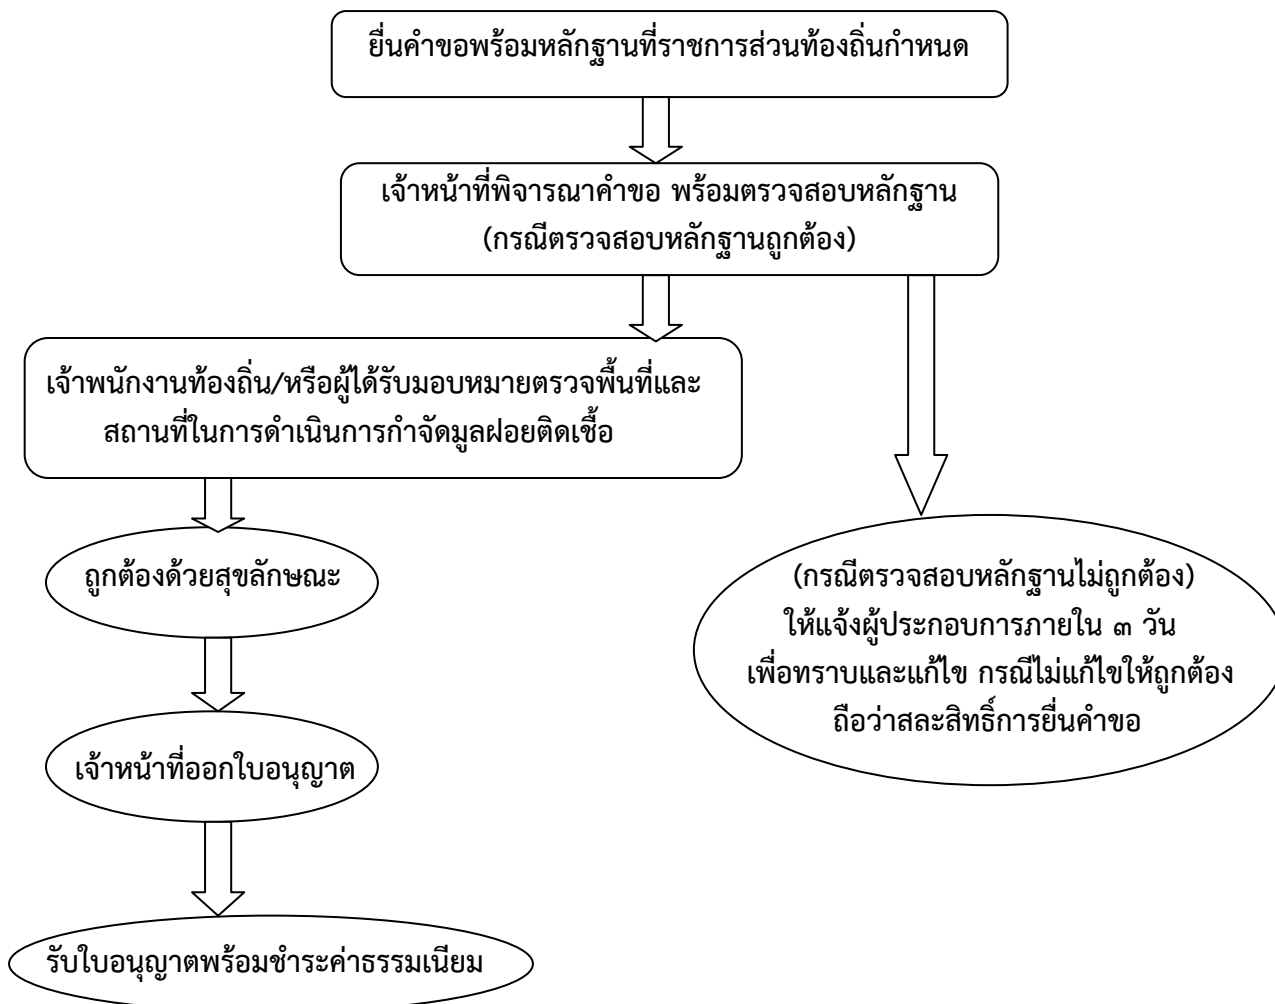 ยื่นคำขอพร้อมหลักฐานที่ราชการส่วนท้องถิ่นกำหนด
เจ้าหน้าที่พิจารณาคำขอ พร้อมตรวจสอบหลักฐาน
(กรณีตรวจสอบหลักฐานถูกต้อง)
เจ้าพนักงานท้องถิ่น/หรือผู้ได้รับมอบหมายตรวจพื้นที่และ
สถานที่ในการดำเนินการกำจัดมูลฝอยติดเชื้อ
ถูกต้องด้วยสุขลักษณะ
(กรณีตรวจสอบหลักฐานไม่ถูกต้อง)
ให้แจ้งผู้ประกอบการภายใน ๓ วัน
เพื่อทราบและแก้ไข กรณีไม่แก้ไขให้ถูกต้อง
ถือว่าสละสิทธิ์การยื่นคำขอ
เจ้าหน้าที่ออกใบอนุญาต
รับใบอนุญาตพร้อมชำระค่าธรรมเนียม